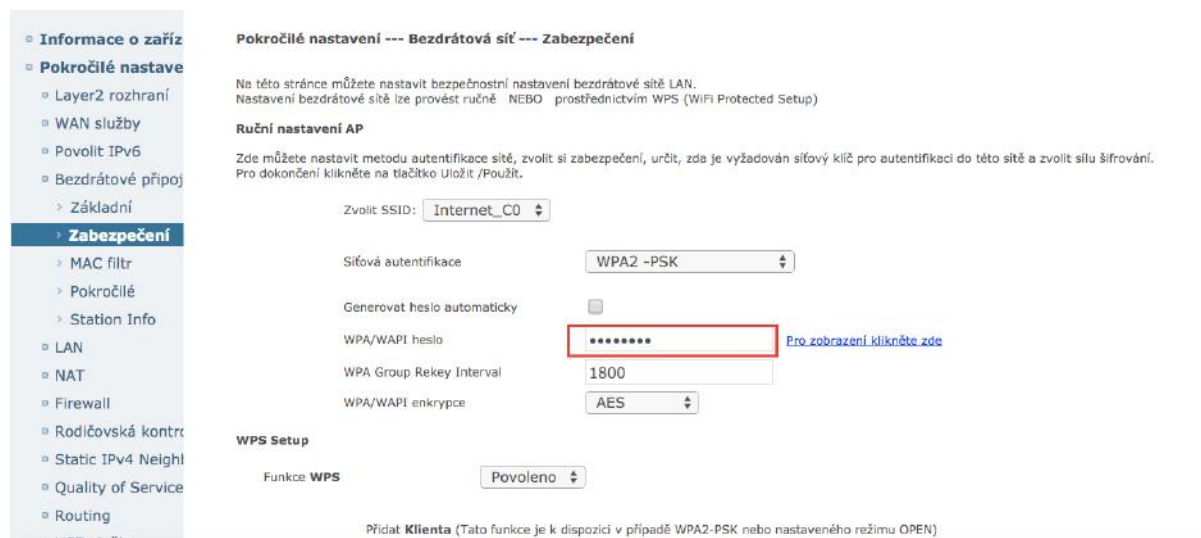 Informace o zaříz
Pokročilé nastave
Layer2 rozhraní
WAN služby
Povolit IPv6
Bezdrátové připoj
Základní
Zabezpečení
MAC filtr
Pokročilé
Station Info
LAN
NAT
Firewall
Rodičovská kontro
Static IPv4 Neighb
Quality of Service
Routing
Pokročilé nastavení --- Bezdrátová síť --- Zabezpečení
Na této stránce můžete nastavit bezpečnostní nastavení bezdrátové sítě LAN.
Nastavení bezdrátové sítě lze provést ručně NEBO prostřednictvím WPS (WiFi Protected Setup)
Ruční nastavení AP
Zde můžete nastavit metodu autentifikace sítě, zvolit si zabezpečení, určit, zda je vyžadován síťový klíč pro autentifikaci do této sítě a zvolit sílu šifrování.
Pro dokončení klikněte na tlačítko Uložit /Použít.
Zvolit SSID: Internet_C0
Síťová autentifikace WPA2 -PSK
Generovat heslo automaticky
WPA/WAPI heslo •••••••• Pro zobrazení klikněte zde
WPA Group Rekey Interval 1800
WPA/WAPI enkrypce AES
WPS Setup
Funkce WPS Povoleno
Přidat Klienta (Tato funkce je k dispozici v případě WPA2-PSK nebo nastaveného režimu OPEN)